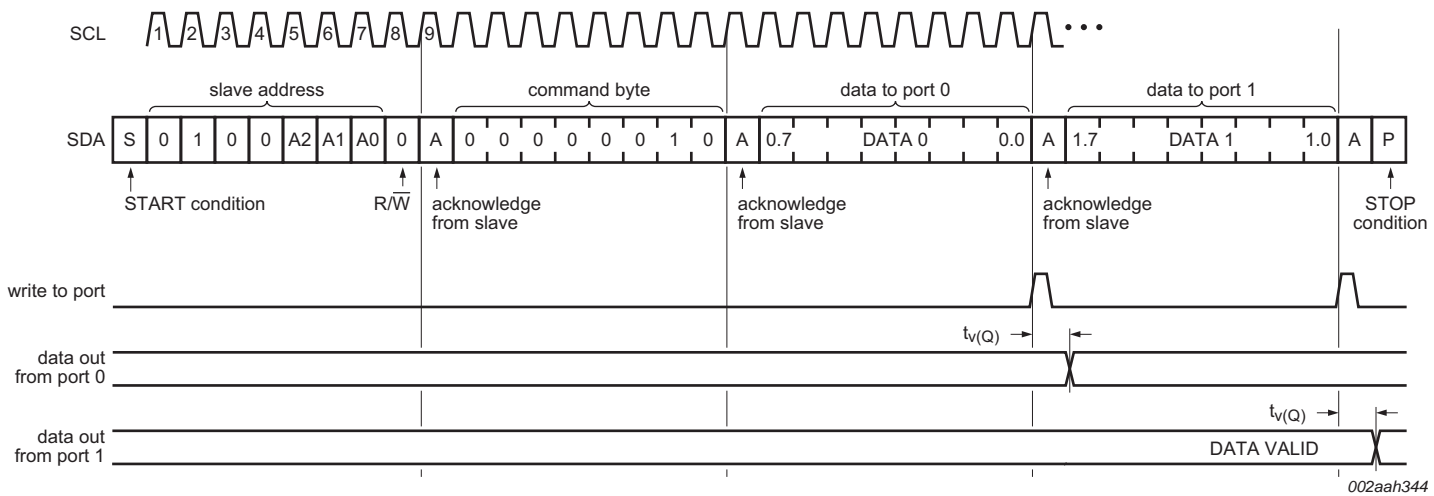 SCL 1 2 3 4 5 6 7 8 9 • • •
slave address command byte data to port 0 data to port 1
SDA S 0 1 0 0 A2 A1 A0 0 A 0 0 0 0 0 0 1 0 A 0.7 DATA 0 0.0 A 1.7 DATA 1 1.0 A P
START condition R/W̅ acknowledge acknowledge acknowledge STOP
from slave from slave from slave condition
write to port
tv(Q)
data out
from port 0
tv(Q)
data out
from port 1 DATA VALID
002aah344